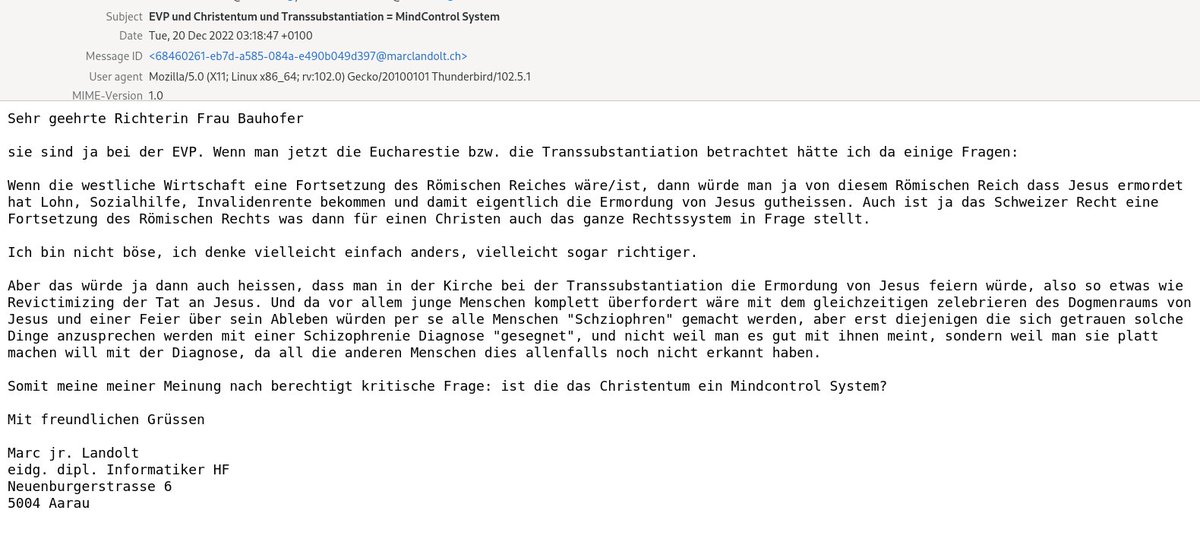 Subject EVP und Christentum und Transsubstantiation = MindControl System
Date Tue, 20 Dec 2022 03:18:47 +0100
Message ID <68460261-eb7d-a585-084a-e490b049d397@marclandolt.ch>
User agent Mozilla/5.0 (X11; Linux x86_64; rv:102.0) Gecko/20100101 Thunderbird/102.5.1
MIME-Version 1.0
Sehr geehrte Richterin Frau Bauhofer
sie sind ja bei der EVP. Wenn man jetzt die Eucharestie bzw. die Transsubstantiation betrachtet hätte ich da einige Fragen:
Wenn die westliche Wirtschaft eine Fortsetzung des Römischen Reiches wäre/ist, dann würde man ja von diesem Römischen Reich dass Jesus ermordet
hat Lohn, Sozialhilfe, Invalidenrente bekommen und damit eigentlich die Ermordung von Jesus gutheissen. Auch ist ja das Schweizer Recht eine
Fortsetzung des Römischen Rechts was dann für einen Christen auch das ganze Rechtssystem in Frage stellt.
Ich bin nicht böse, ich denke vielleicht einfach anders, vielleicht sogar richtiger.
Aber das würde ja dann auch heissen, dass man in der Kirche bei der Transsubstantiation die Ermordung von Jesus feiern würde, also so etwas wie
Revictimizing der Tat an Jesus. Und da vor allem junge Menschen komplett überfordert wäre mit dem gleichzeitigen zelebrieren des Dogmenraums von
Jesus und einer Feier über sein Ableben würden per se alle Menschen "Schziophren" gemacht werden, aber erst diejenigen die sich getrauen solche
Dinge anzusprechen werden mit einer Schizophrenie Diagnose "gesegnet", und nicht weil man es gut mit ihnen meint, sondern weil man sie platt
machen will mit der Diagnose, da all die anderen Menschen dies allenfalls noch nicht erkannt haben.
Somit meine meiner Meinung nach berechtigt kritische Frage: ist die das Christentum ein Mindcontrol System?
Mit freundlichen Grüssen
Marc jr. Landolt
eidg. dipl. Informatiker HF
Neuenburgerstrasse 6
5004 Aarau